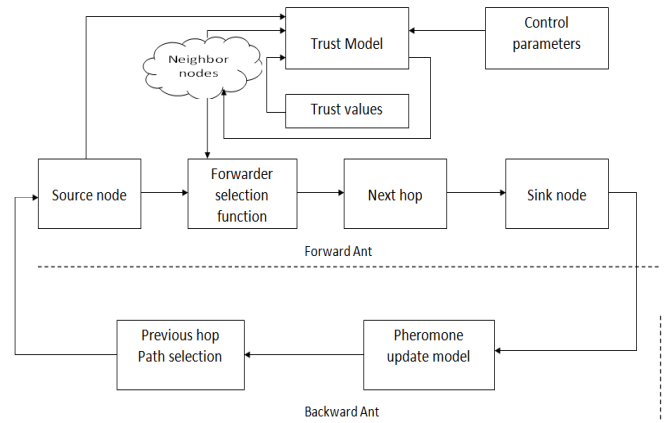 Neighbor
nodes
Trust Model
Control
parameters
Trust values
Source node
Forwarder
selection
function
Next hop
Sink node
Forward Ant
Previous hop
Path selection
Pheromone
update model
Backward Ant